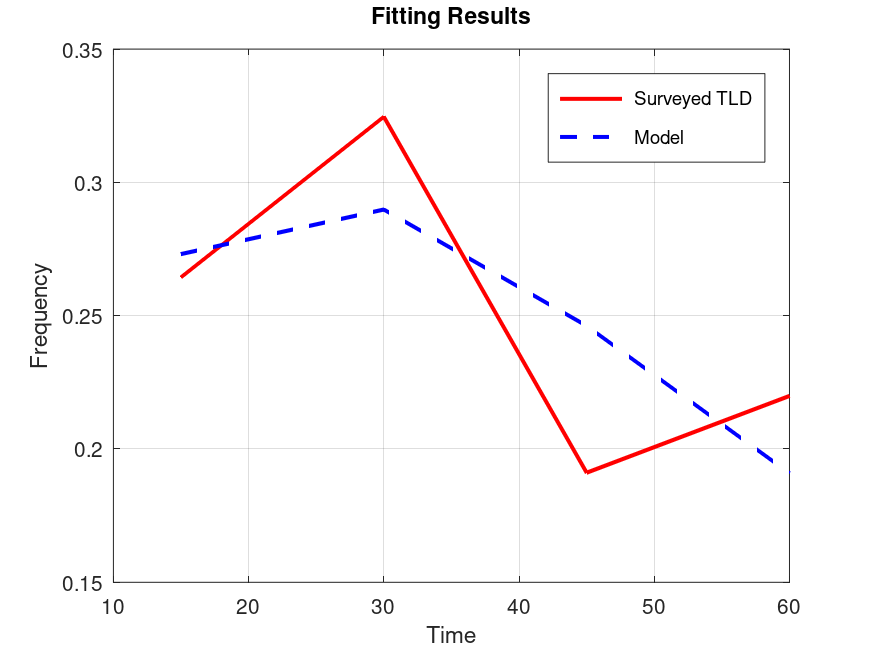 Fitting Results
0.35
0.3
0.25
0.2
0.15
Frequency
10 20 30 40 50 60
Time
Surveyed TLD
Model